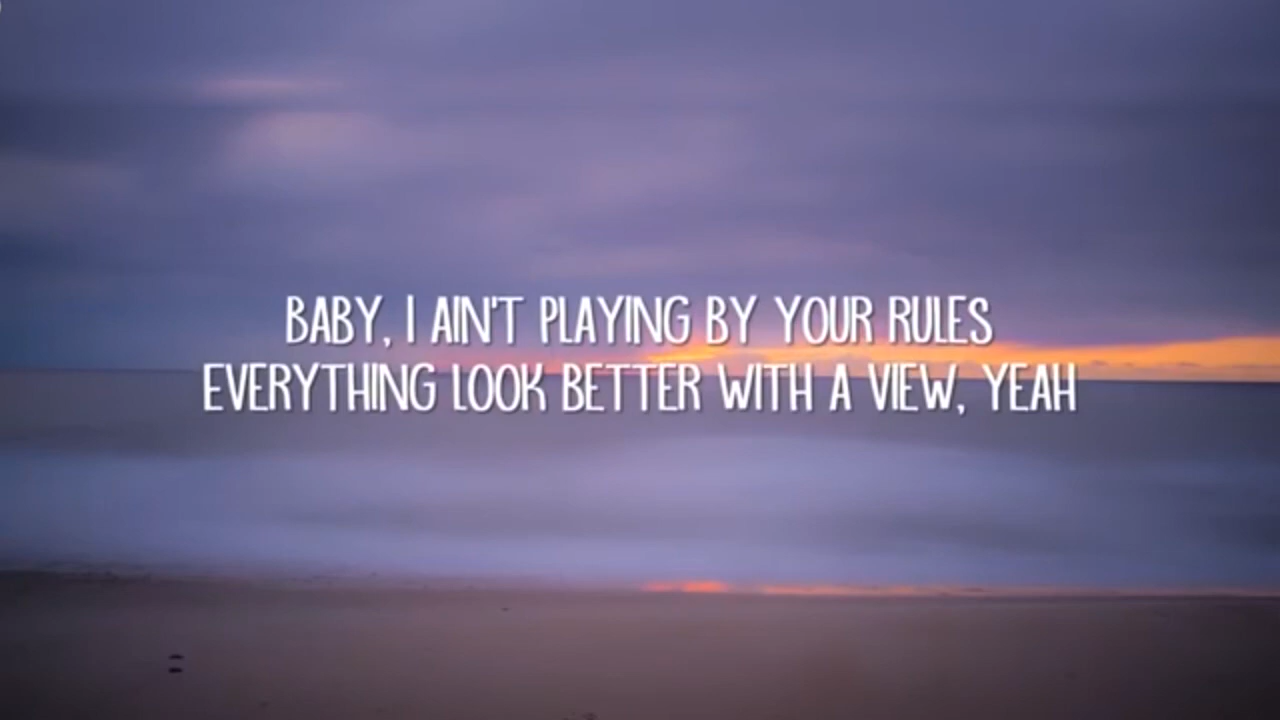 BABY, I AIN'T PLAYING BY YOUR RULES
EVERYTHING LOOK BETTER WITH A VIEW, YEAH